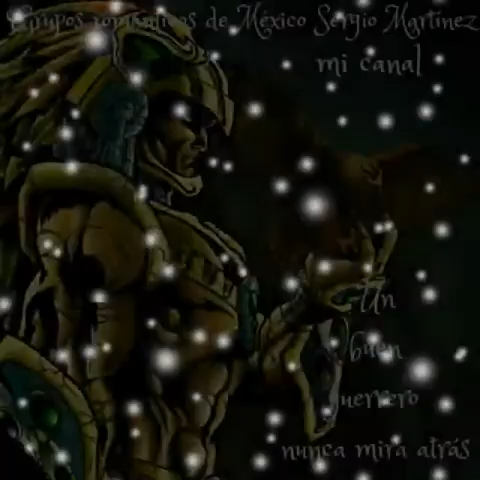 Grupos románticos de México Sergio Martínez
mi canal
Un
buen
guerrero
nunca mira atrás